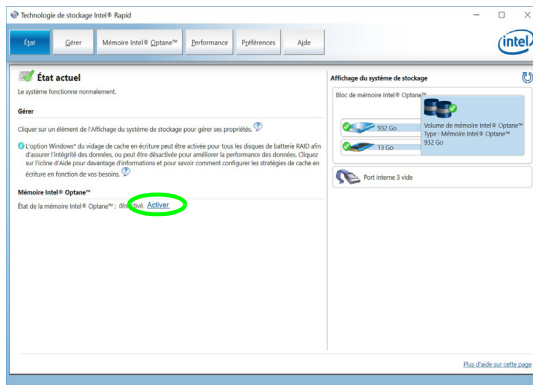 Technologie de stockage Intel® Rapid
État
Gérer
Mémoire Intel® Optane™
Performance
Préférences
Aide
intel
État actuel
Le système fonctionne normalement.
Gérer
Cliquer sur un élément de l'Affichage du système de stockage pour gérer ses propriétés.
L'option Windows* du vidage de cache en écriture peut être activée pour tous les disques de batterie RAID afin
d'assurer l'intégrité des données, ou peut être désactivée pour améliorer la performance des données. Cliquez
sur l'icône d'Aide pour davantage d'informations et pour savoir comment configurer les stratégies de cache en
écriture en fonction de vos besoins.
Mémoire Intel® Optane™
État de la mémoire Intel® Optane™ : désactivé. Activer
Affichage du système de stockage
Bloc de mémoire Intel® Optane™
932 Go
13 Go
Volume de mémoire Intel® Optane™
Type : Mémoire Intel® Optane™
932 Go
Port interne 3 vide
Plus d'aide sur cette page